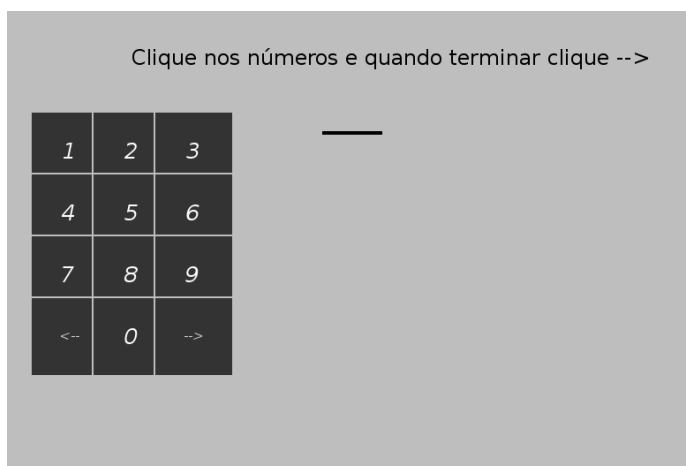 Clique nos números e quando terminar clique -->
1 2 3
4 5 6
7 8 9
<-- 0 -->